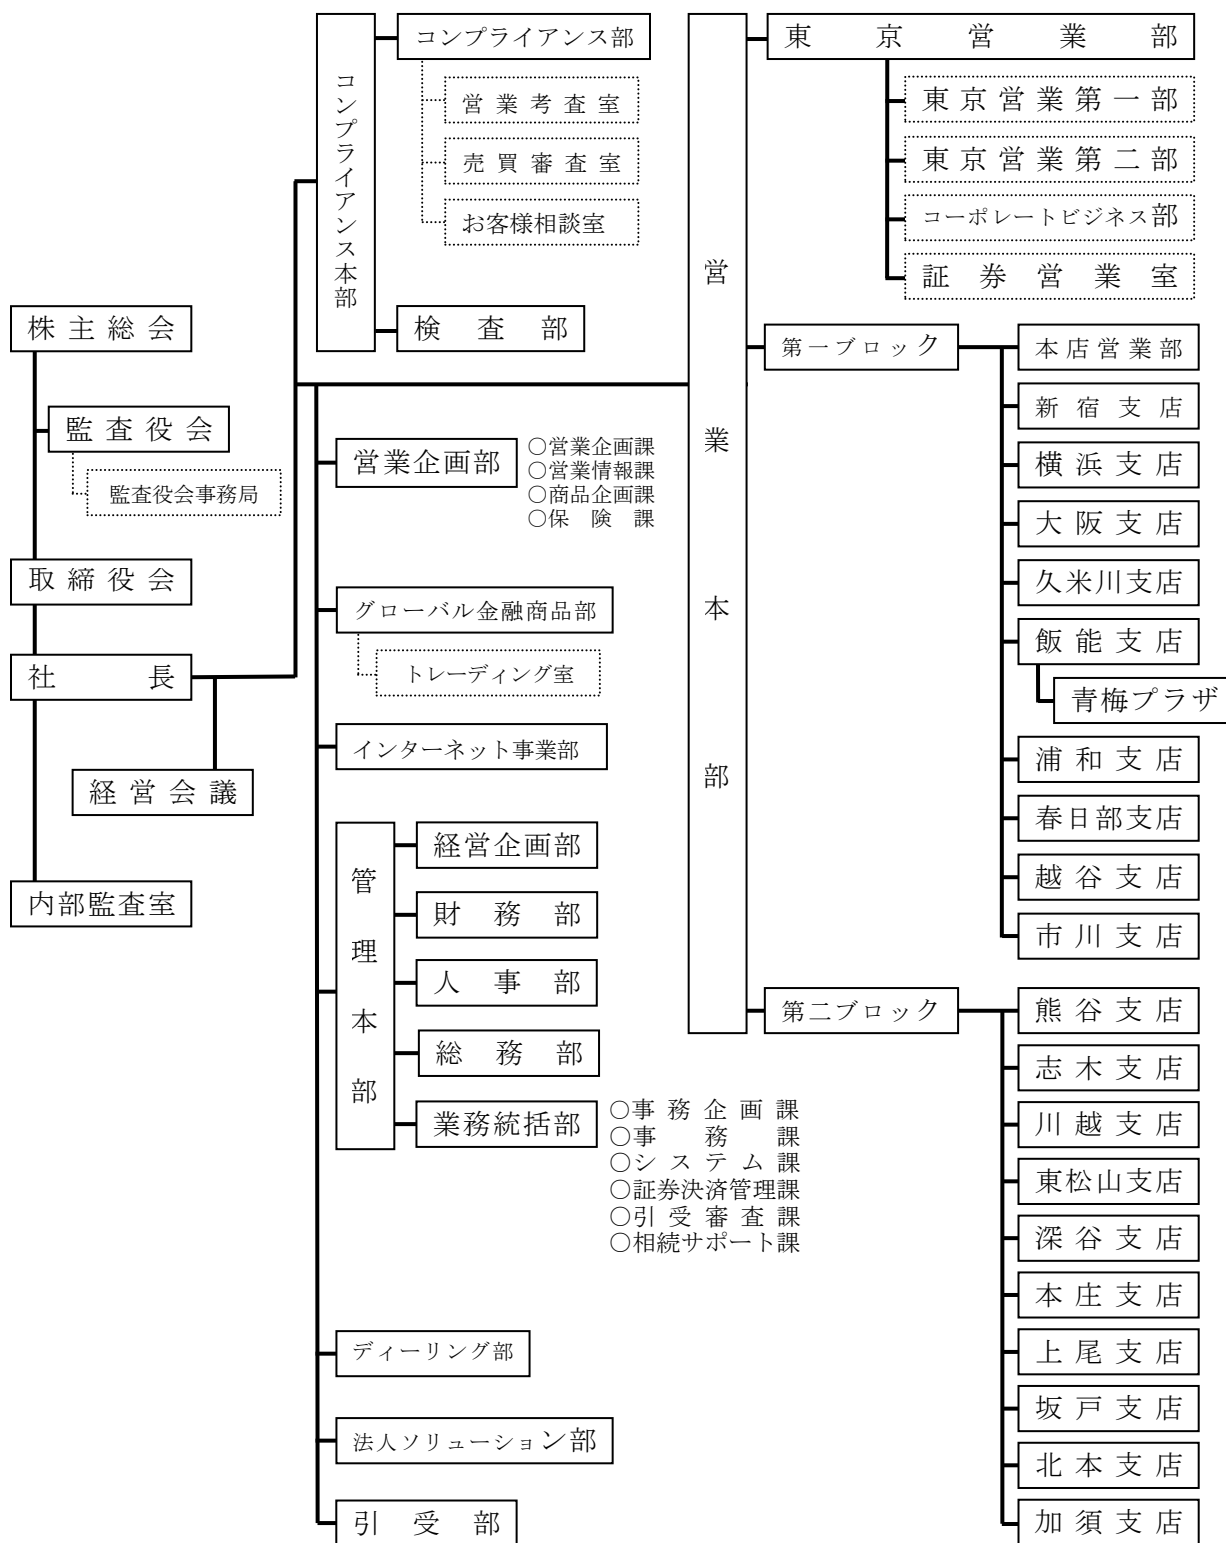 株主総会
監査役会
監査役会事務局
取締役会
社長
経営会議
内部監査室
コンプライアンス本部
コンプライアンス部
営業考査室
売買審査室
お客様相談室
検査部
営業企画部
○営業企画課
○営業情報課
○商品企画課
○保険課
グローバル金融商品部
トレーディング室
インターネット事業部
管理本部
経営企画部
財務部
人事部
総務部
業務統括部
○事務企画課
○事務課
○システム課
○証券決済管理課
○引受審査課
○相続サポート課
ディーリング部
法人ソリューション部
引受部
営業本部
東京営業部
東京営業第一部
東京営業第二部
コーポレートビジネス部
証券営業室
第一ブロック
本店営業部
新宿支店
横浜支店
大阪支店
久米川支店
飯能支店
青梅プラザ
浦和支店
春日部支店
越谷支店
市川支店
第二ブロック
熊谷支店
志木支店
川越支店
東松山支店
深谷支店
本庄支店
上尾支店
坂戸支店
北本支店
加須支店